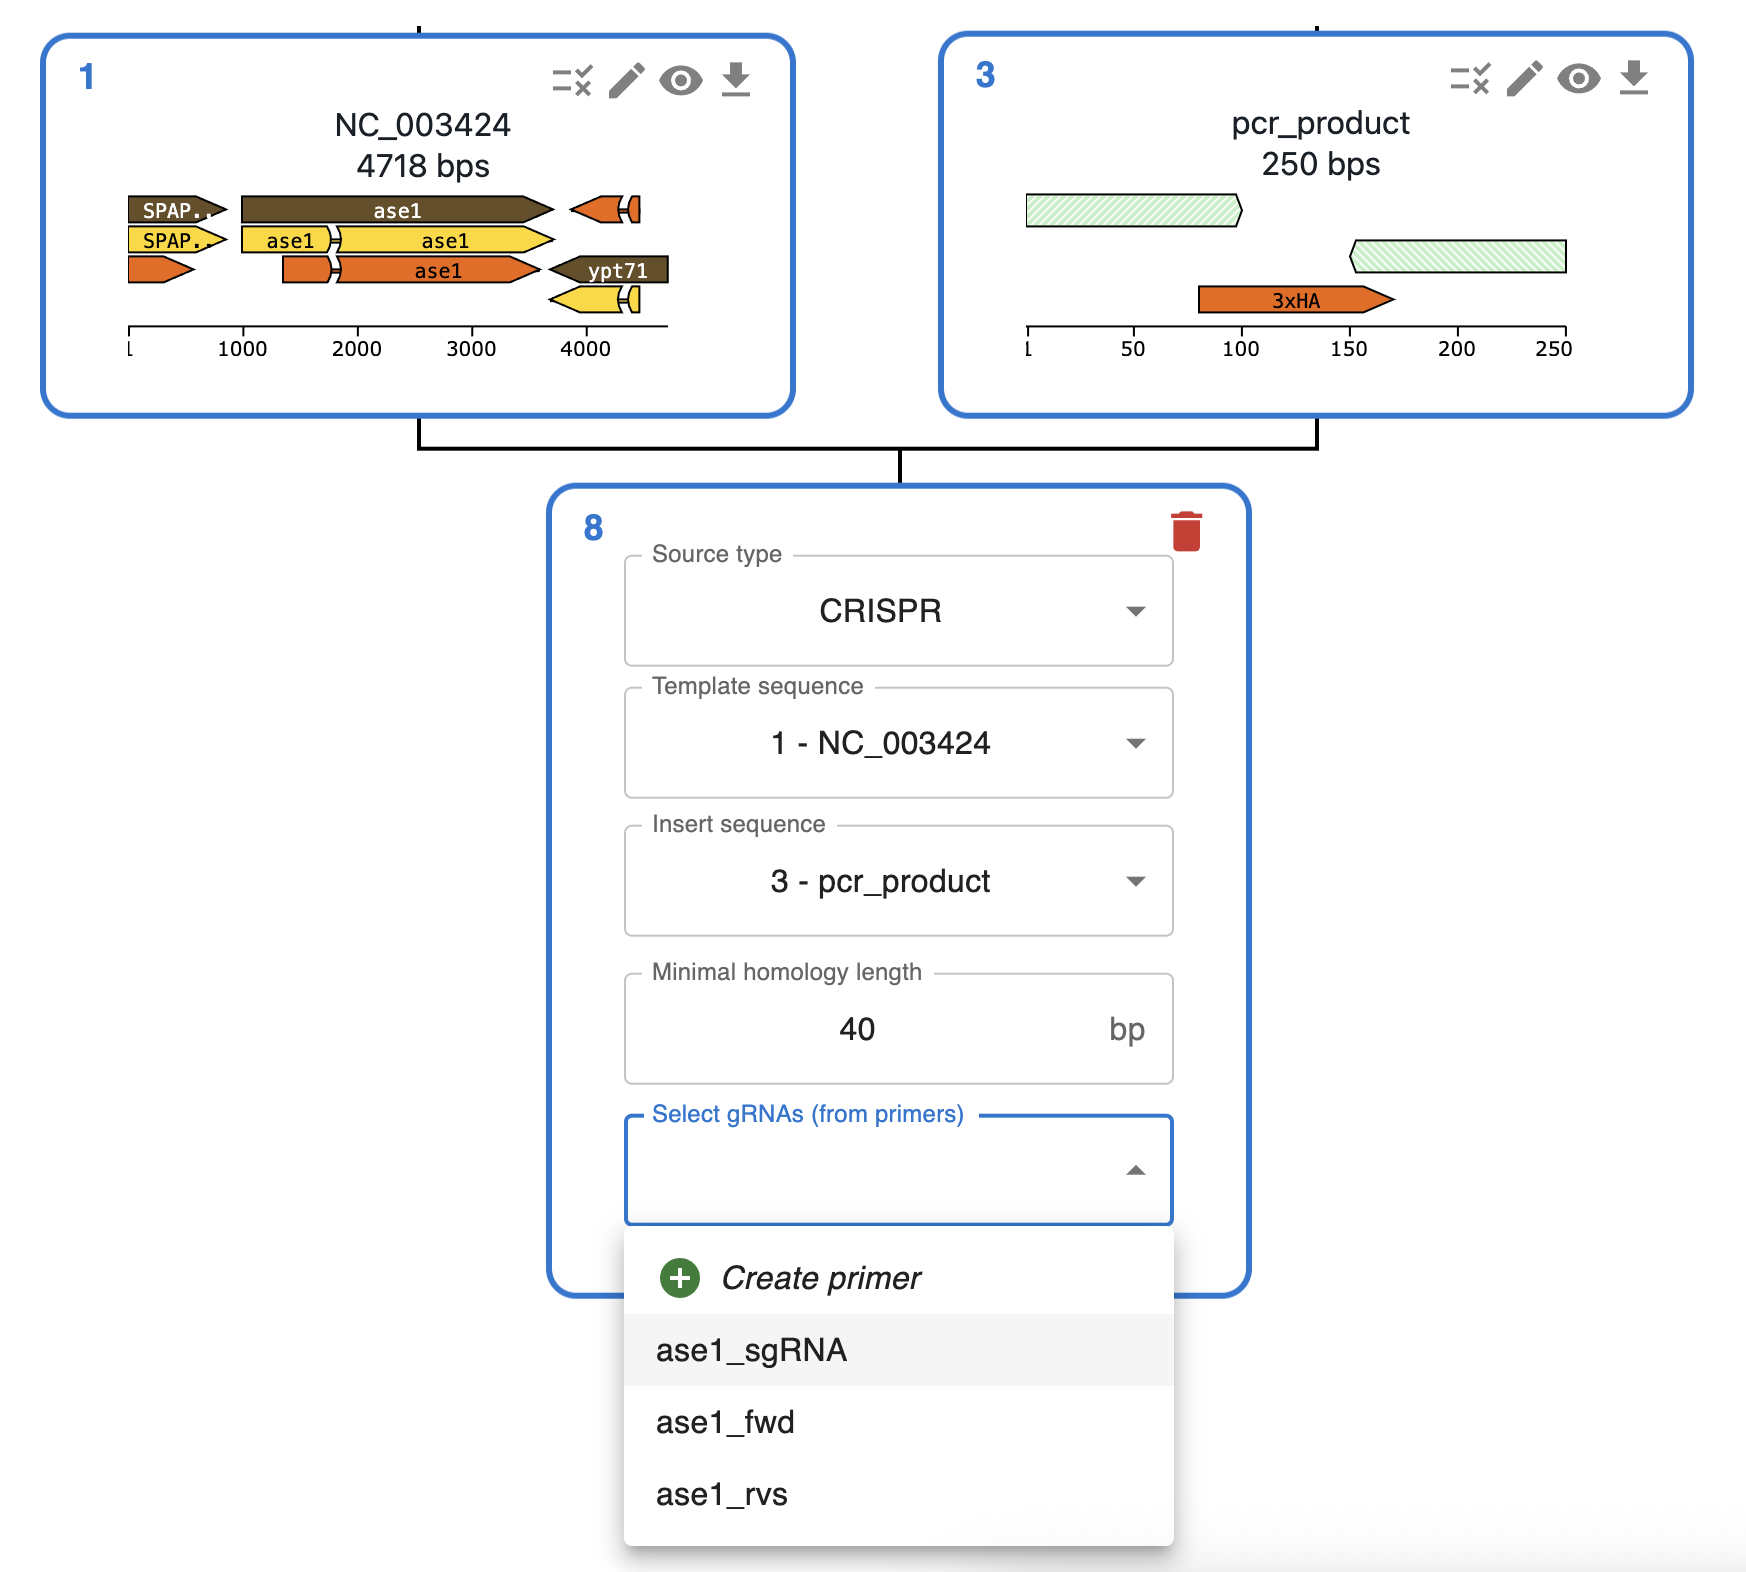 1
NC_003424
4718 bps
SPAP..
ase1
SPAP..
ase1
ase1
ase1
ypt71
1
1000
2000
3000
4000
3
pcr_product
250 bps
3xHA
1
50
100
150
200
250
8
Source type
CRISPR
Template sequence
1 - NC_003424
Insert sequence
3 - pcr_product
Minimal homology length
40 bp
Select gRNAs (from primers)
Create primer
ase1_sgRNA
ase1_fwd
ase1_rvs